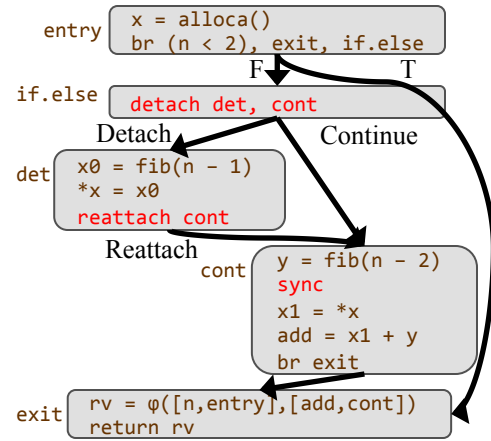 entry
x = alloca()
br (n < 2), exit, if.else
F
T
if.else
detach det, cont
Detach
Continue
det
x0 = fib(n − 1)
*x = x0
reattach cont
Reattach
cont
y = fib(n − 2)
sync
x1 = *x
add = x1 + y
br exit
exit
rv = φ([n,entry],[add,cont])
return rv